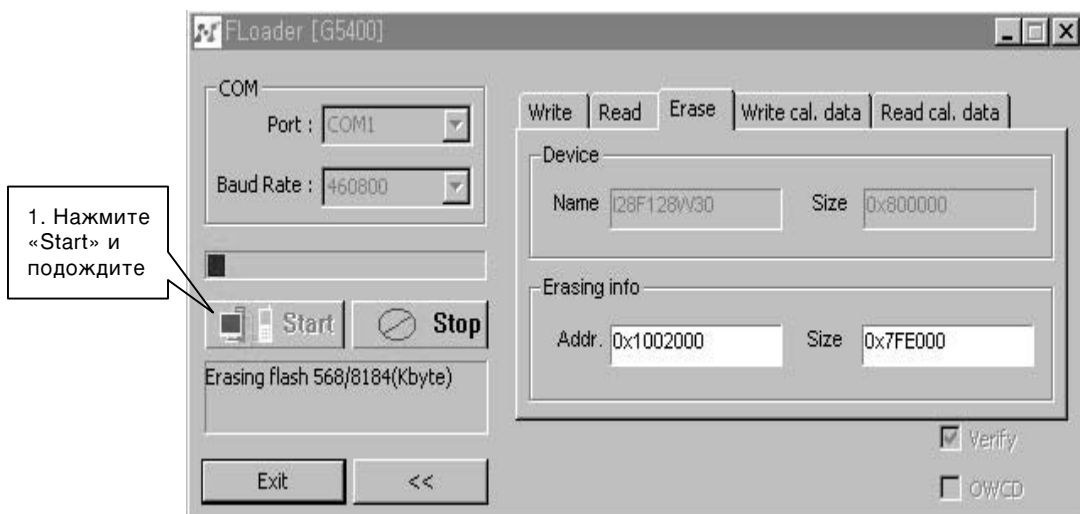 FLoader [G5400]
COM
Port : COM1
Baud Rate : 460800
1. Нажмите
«Start» и
подождите
Start Stop
Erasing flash 568/8184(Kbyte)
Exit <<
Write Read Erase Write cal. data Read cal. data
Device
Name I28F128W30 Size 0x800000
Erasing info
Addr. 0x1002000 Size 0x7FE000
Verify
OWCD